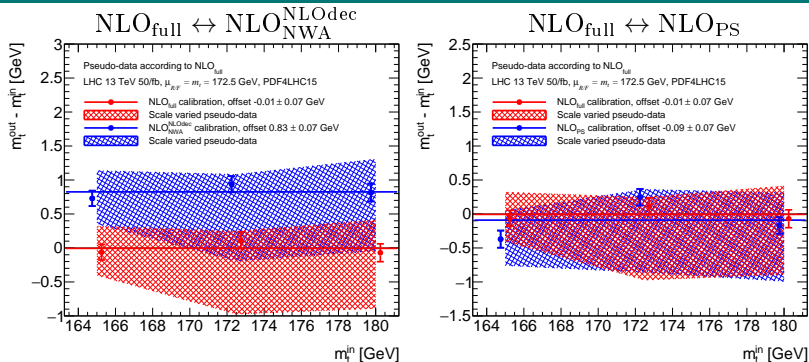 NLO_full ↔ NLO_NWA^NLOdec
m_t^out - m_t^in [GeV]
3
2.5
2
1.5
1
0.5
0
−0.5
−1
Pseudo-data according to NLO_full
LHC 13 TeV 50/fb, μ_R/F = m_t = 172.5 GeV, PDF4LHC15
NLO_full calibration, offset -0.01± 0.07 GeV
Scale varied pseudo-data
NLO_NWA^NLOdec calibration, offset 0.83 ± 0.07 GeV
Scale varied pseudo-data
164 166 168 170 172 174 176 178 180
m_t^in [GeV]
NLO_full ↔ NLO_PS
m_t^out - m_t^in [GeV]
2.5
2
1.5
1
0.5
0
−0.5
−1
−1.5
Pseudo-data according to NLO_full
LHC 13 TeV 50/fb, μ_R/F = m_t = 172.5 GeV, PDF4LHC15
NLO_full calibration, offset -0.01± 0.07 GeV
Scale varied pseudo-data
NLO_PS calibration, offset -0.09 ± 0.07 GeV
Scale varied pseudo-data
164 166 168 170 172 174 176 178 180
m_t^in [GeV]